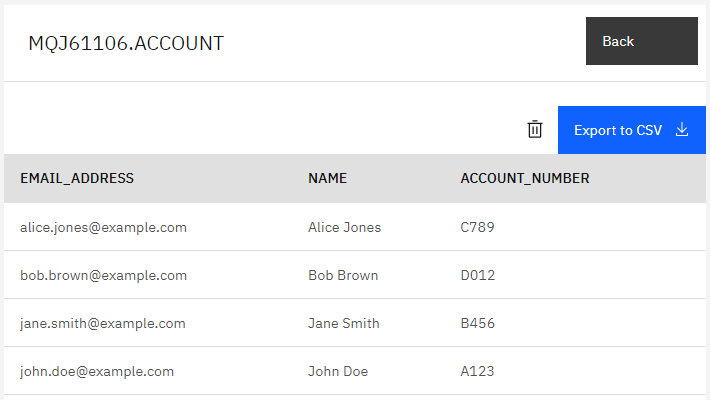 MQJ61106.ACCOUNT
Back
Export to CSV
EMAIL_ADDRESS NAME ACCOUNT_NUMBER
alice.jones@example.com Alice Jones C789
bob.brown@example.com Bob Brown D012
jane.smith@example.com Jane Smith B456
john.doe@example.com John Doe A123